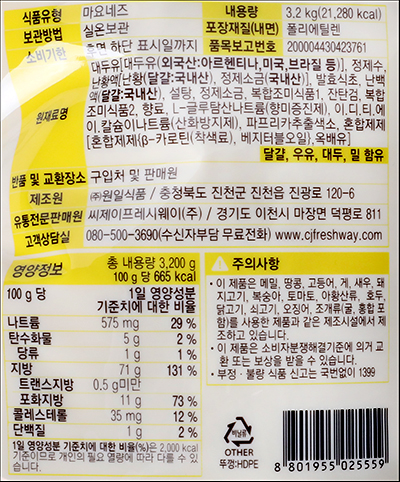 식품유형 마요네즈 내용량 3.2 kg(21,280 kcal)
보관방법 실온보관 포장재질(내면) 폴리에틸렌
소비기한 하단 표시일까지 품목보고번호 200004430423761
원재료명 대두유[대두유(외국산:아르헨티나,미국,브라질 등)], 정제수,
난황액[난황(달걀:국내산), 정제소금(국내산)], 발효식초, 난백
액(달걀:국내산), 설탕, 정제소금, 복합조미식품1, 잔탄검, 복합
조미식품2, 향료, L-글루탐산나트륨(향미증진제), 이.디.티.에
이.칼슘이나트륨(산화방지제), 파프리카추출색소, 혼합제제
[혼합제제(β-카로틴(착색료), 베지터블오일), 옥배유]
달걀, 우유, 대두, 밀 함유
반품 및 교환장소 구입처 및 판매원
제조원 ㈜원일식품 / 충청북도 진천군 진천읍 진광로 120-6
유통전문판매원 씨제이프레시웨이(주) / 경기도 이천시 마장면 덕평로 811
고객상담실 080-500-3690(수신자부담 무료전화) www.cjfreshway.com
영양정보 총 내용량 3,200 g
100 g 당 665 kcal
100 g 당 1일 영양성분
기준치에 대한 비율
나트륨 575 mg 29 %
탄수화물 5 g 2 %
당류 1 g 1 %
지방 71 g 131 %
트랜스지방 0.5 g미만
포화지방 11 g 73 %
콜레스테롤 35 mg 12 %
단백질 1 g 2 %
1일 영양성분 기준치에 대한 비율(%)은 2,000 kcal
기준이므로 개인의 필요 열량에 따라 다를 수 있
습니다.
주의사항
• 이 제품은 메밀, 땅콩, 고등어, 게, 새우, 돼
지고기, 복숭아, 토마토, 아황산류, 호두,
닭고기, 쇠고기, 오징어, 조개류(굴, 홍합 포
함)를 사용한 제품과 같은 제조시설에서 제
조하고 있습니다.
• 이 제품은 소비자분쟁해결기준에 의거 교
환 또는 보상을 받을 수 있습니다.
• 부정·불량 식품 신고는 국번없이 1399
비닐류
OTHER
뚜껑:HDPE
8 801955 025559